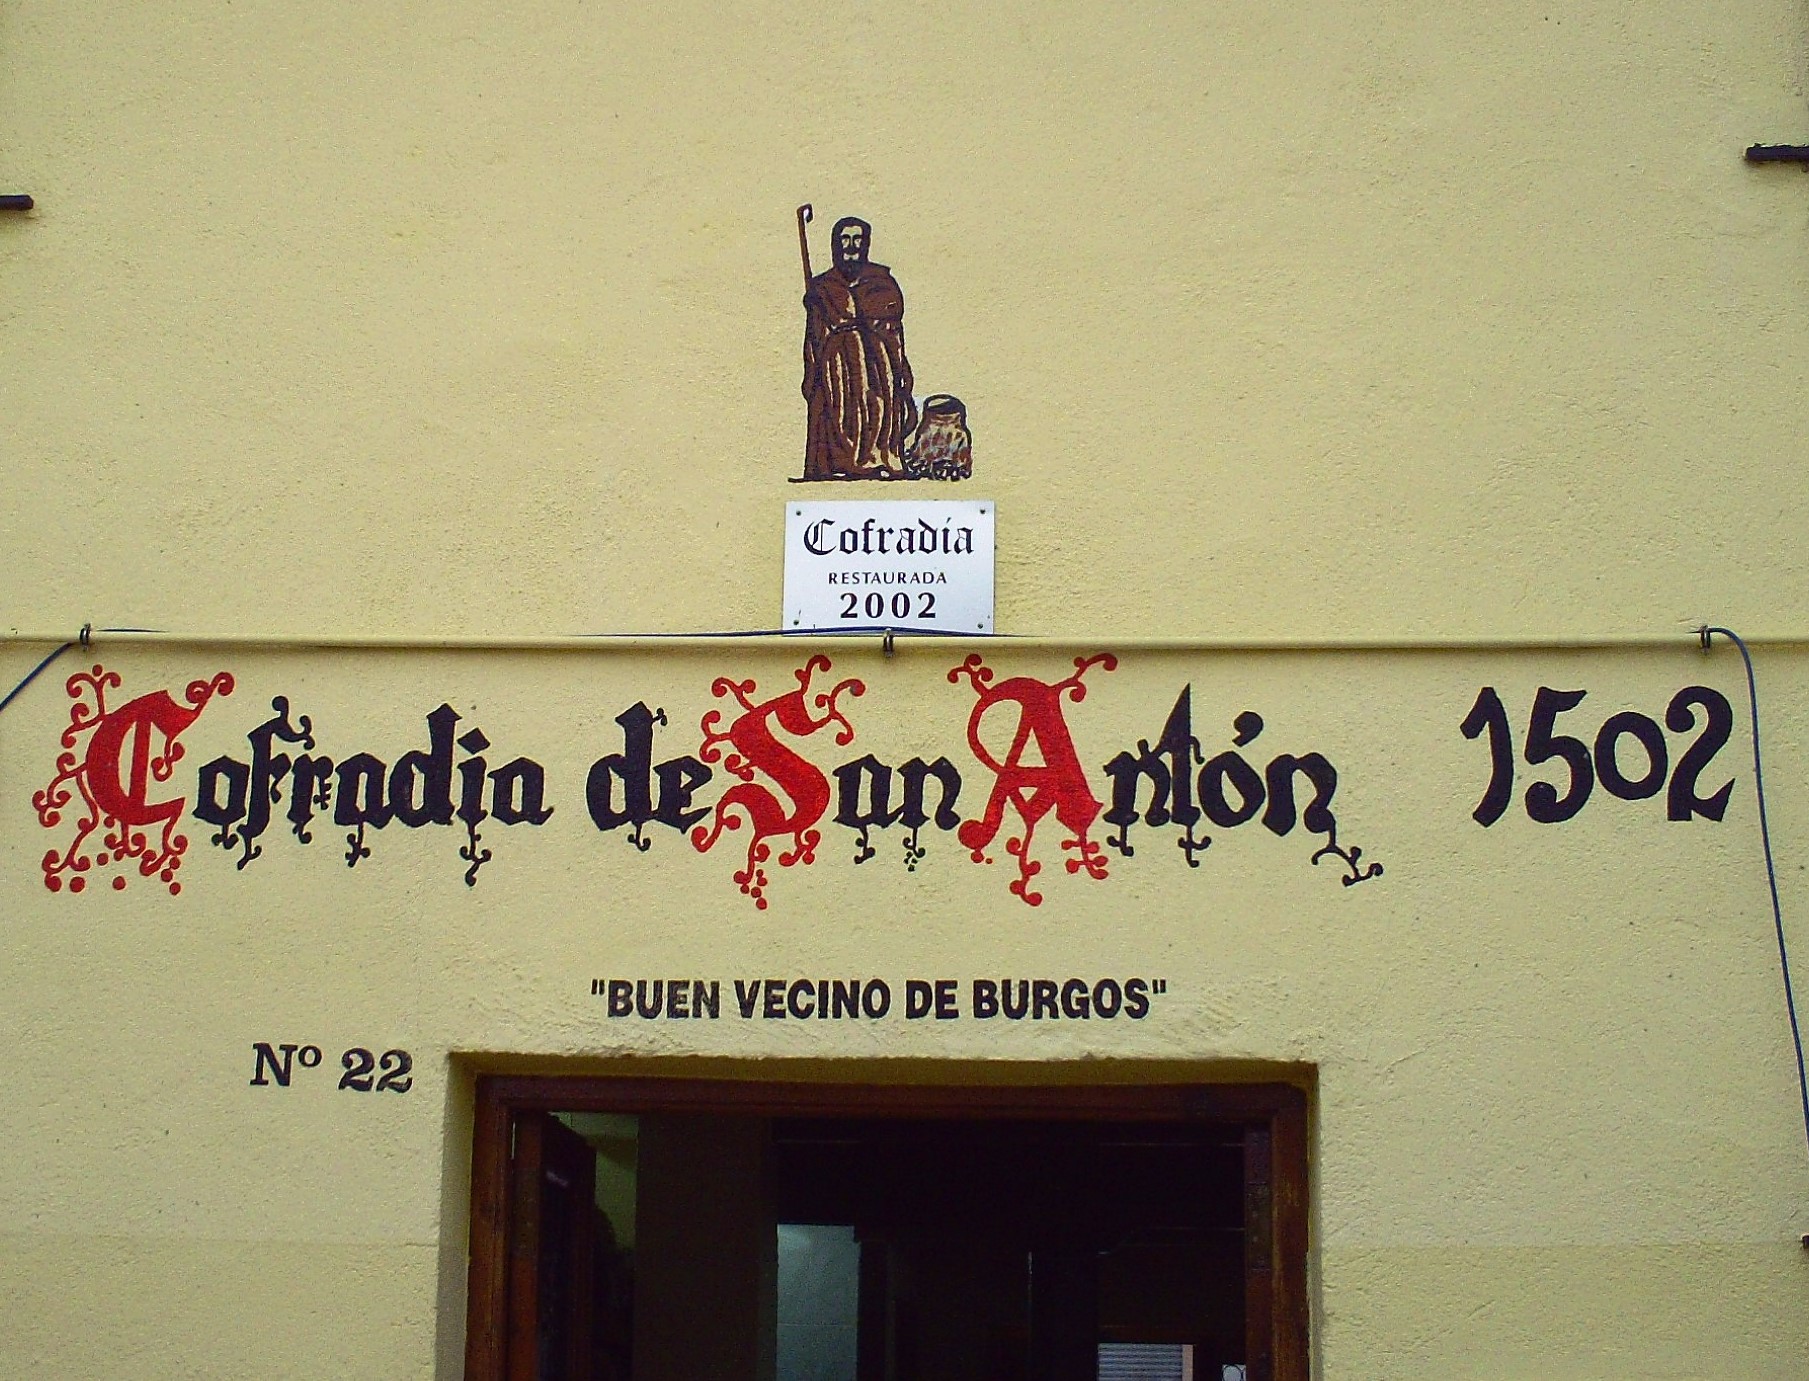 Cofradía
RESTAURADA
2002
Cofradia de San Antón 1502
"BUEN VECINO DE BURGOS"
Nº 22